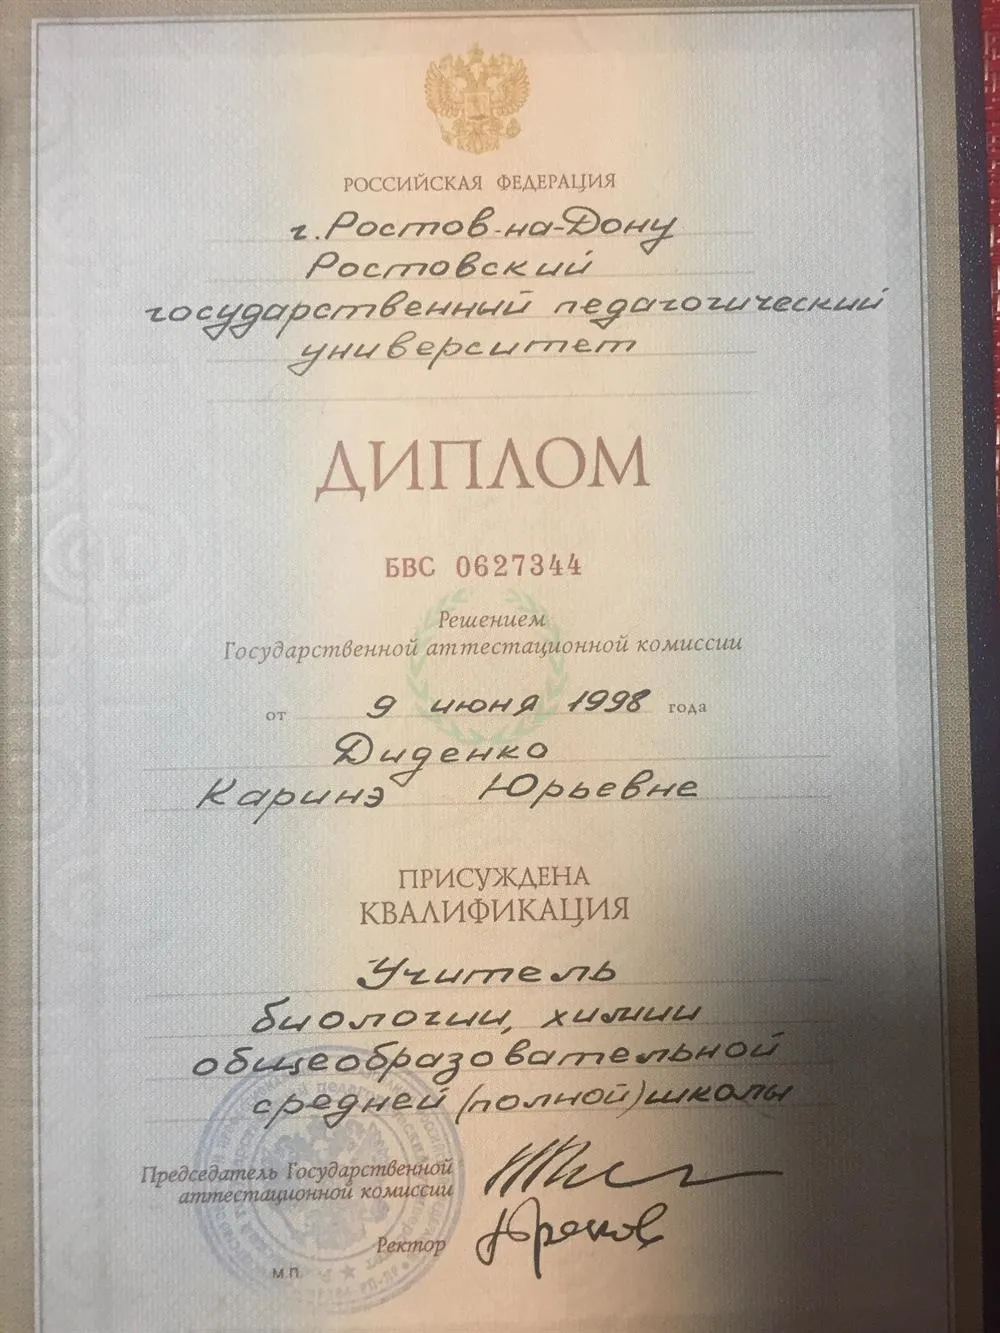 РОССИЙСКАЯ ФЕДЕРАЦИЯ
г. Ростов-на-Дону
Ростовский
государственный педагогический
университет
ДИПЛОМ
БВС 0627344
Решением
Государственной аттестационной комиссии
от 9 июня 1998 года
Диденко
Каринэ Юрьевне
ПРИСУЖДЕНА
КВАЛИФИКАЦИЯ
Учитель
биологии, химии
общеобразовательной
средней (полной) школы
Председатель Государственной
аттестационной комиссии
Ректор
М.П.